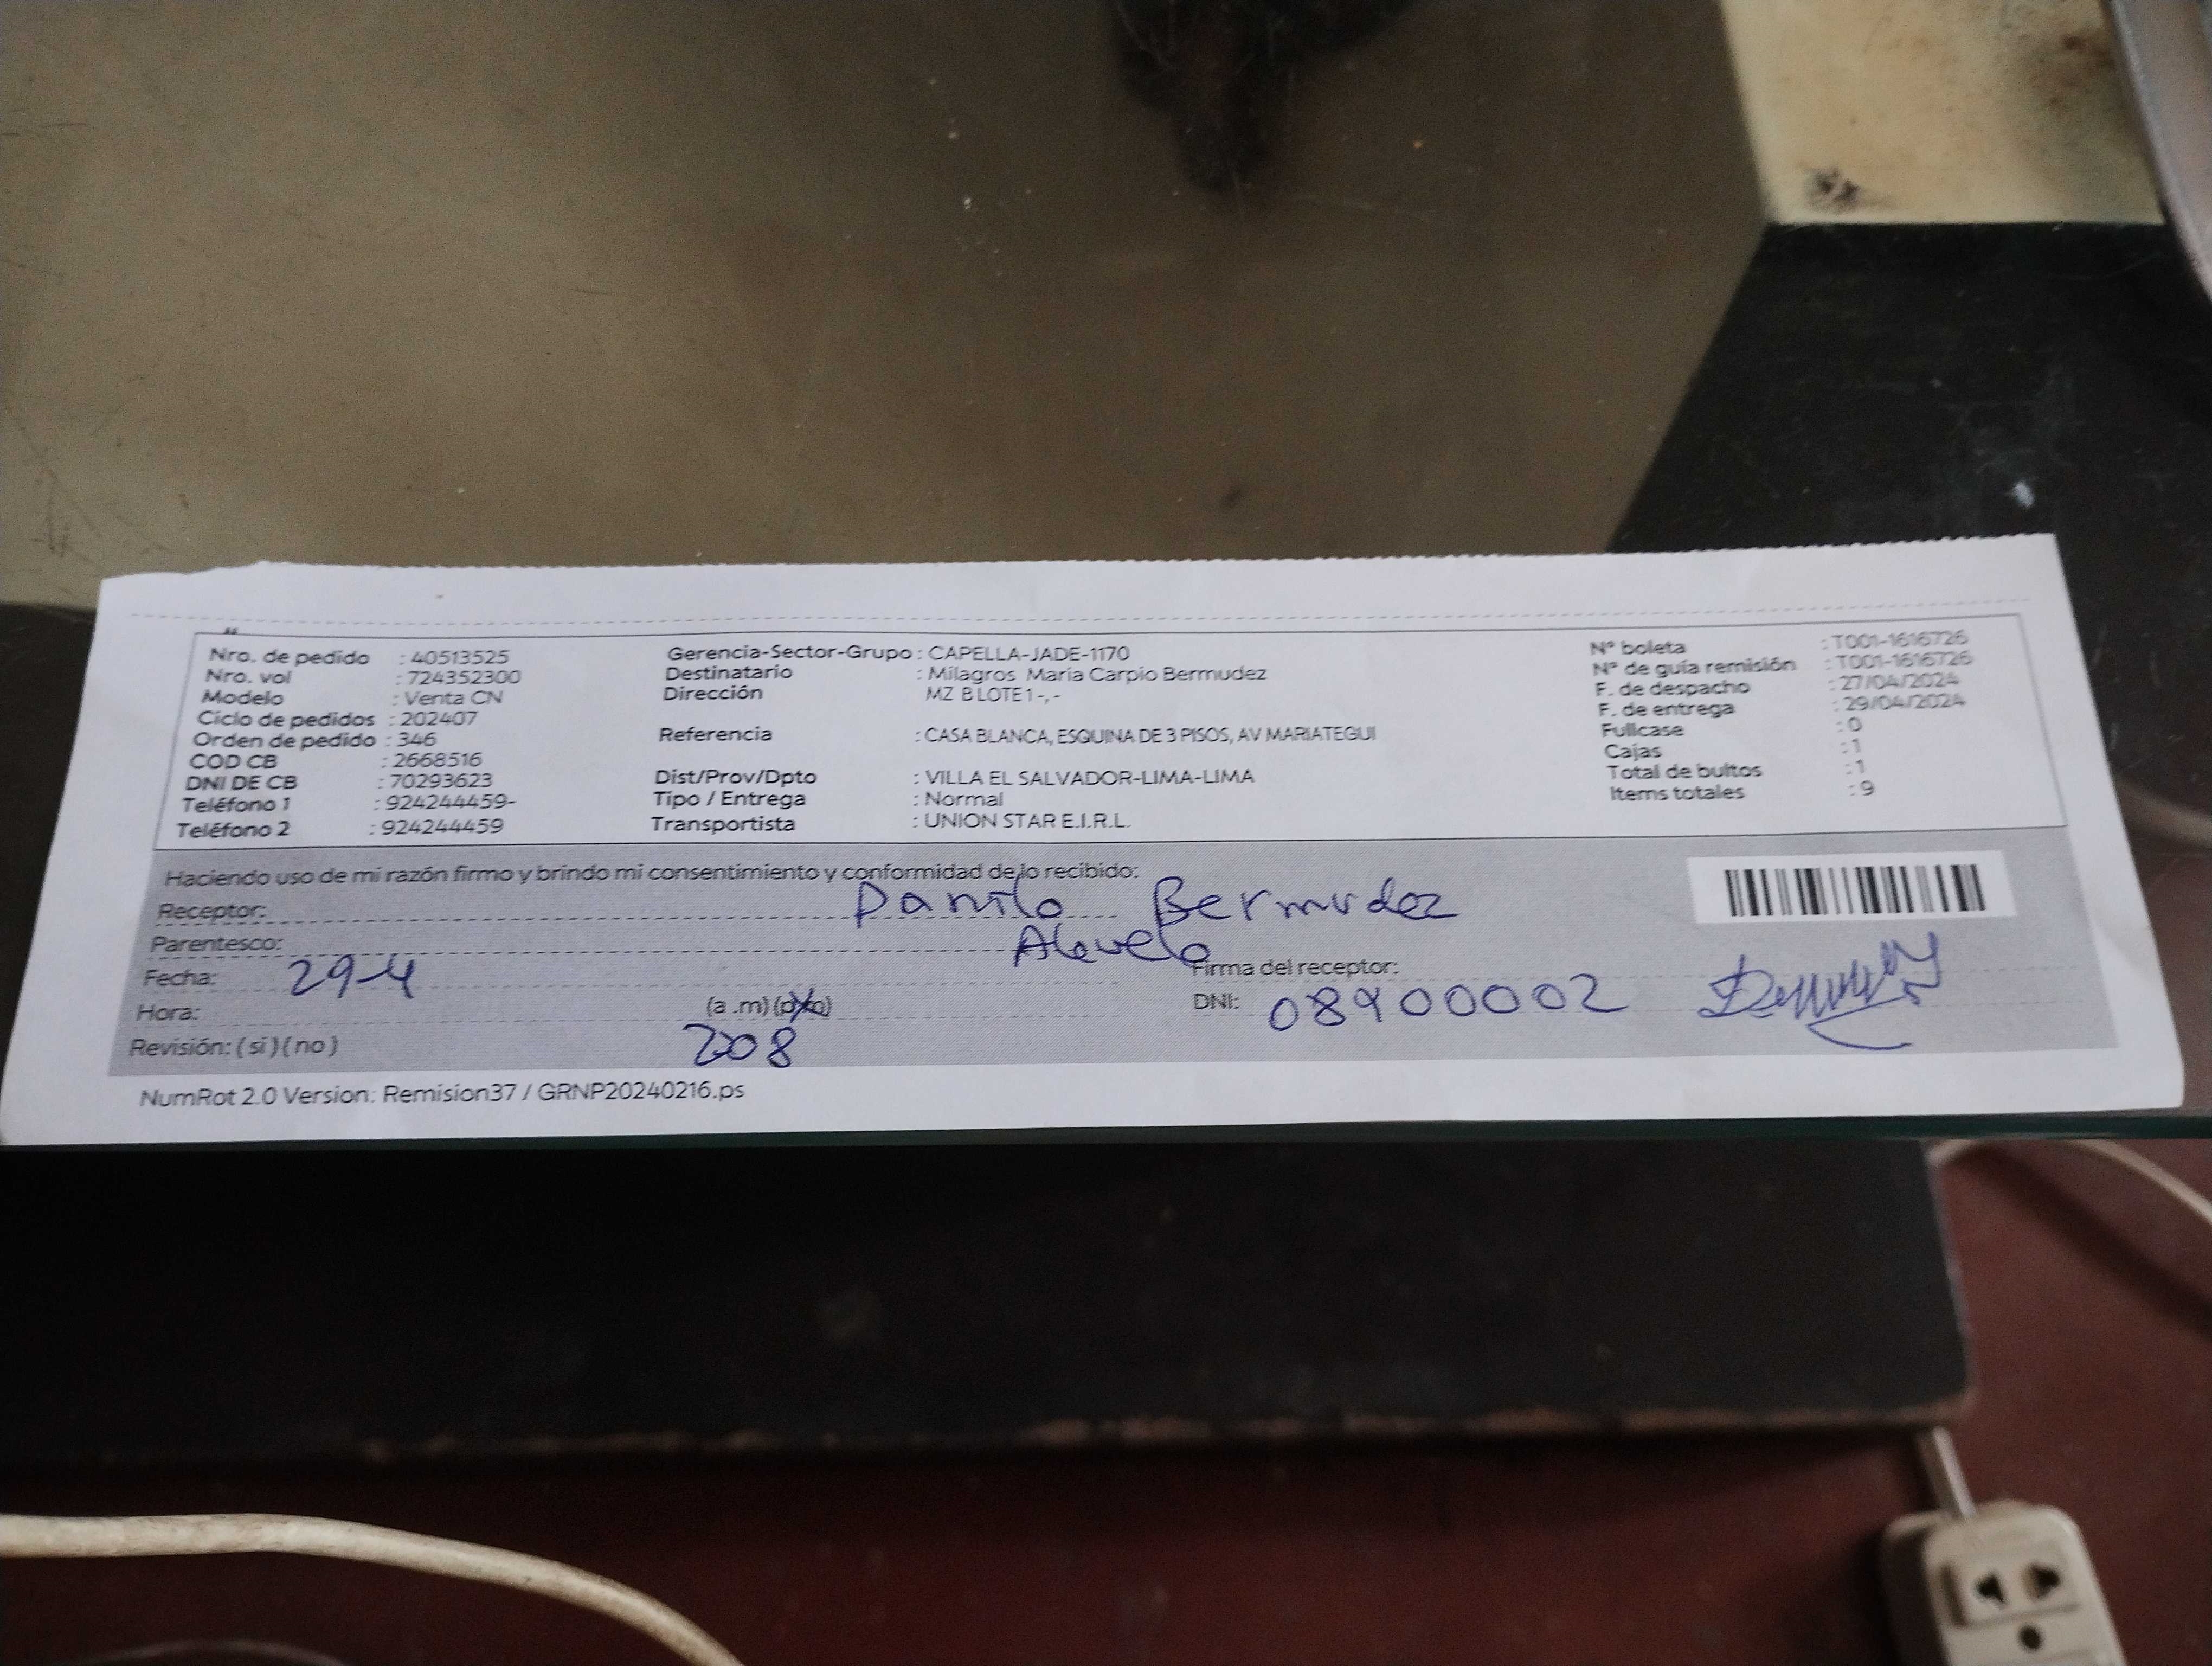 Nro. de pedido : 40513525
Nro. vol : 724352300
Modelo : Venta CN
Ciclo de pedidos : 202407
Orden de pedido : 346
COD CB : 2668516
DNI DE CB : 70293623
Teléfono 1 : 924244459-
Teléfono 2 : 924244459
Gerencia-Sector-Grupo : CAPELLA-JADE-1170
Destinatario : Milagros Maria Carpio Bermudez
Dirección MZ B LOTE 1 -,-
Referencia : CASA BLANCA, ESQUINA DE 3 PISOS, AV MARIATEGUI
Dist/Prov/Dpto : VILLA EL SALVADOR-LIMA-LIMA
Tipo / Entrega : Normal
Transportista : UNION STAR E.I.R.L.
N° boleta : T001-1616726
N° de guía remisión : T001-1616726
F. de despacho : 27/04/2024
F. de entrega : 29/04/2024
Fullcase : 0
Cajas : 1
Total de bultos : 1
Items totales : 9
Haciendo uso de mi razón firmo y brindo mi consentimiento y conformidad de lo recibido:
Receptor: Danilo Bermudez
Parentesco: Abuelo
Fecha: 29-4
Firma del receptor:
Hora: (a .m) (p.m)
208
DNI: 08900002
Revisión: ( si ) ( no )
NumRot 2.0 Version: Remision37 / GRNP20240216.ps